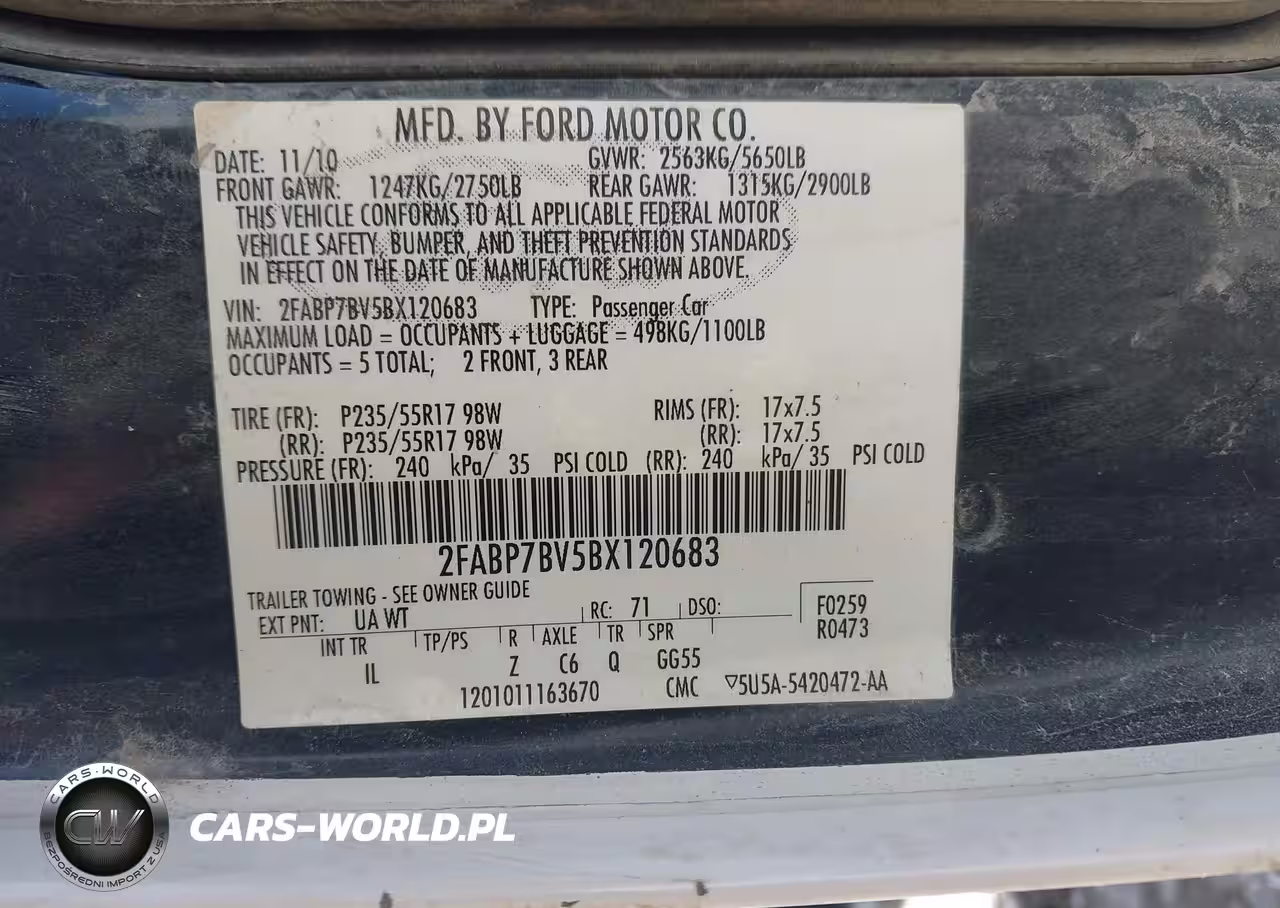 MFD. BY FORD MOTOR CO.
DATE: 11/10 GVWR: 2563KG/5650LB
FRONT GAWR: 1247KG/2750LB REAR GAWR: 1315KG/2900LB
THIS VEHICLE CONFORMS TO ALL APPLICABLE FEDERAL MOTOR
VEHICLE SAFETY, BUMPER, AND THEFT PREVENTION STANDARDS
IN EFFECT ON THE DATE OF MANUFACTURE SHOWN ABOVE.
VIN: 2FABP7BV5BX120683 TYPE: Passenger Car
MAXIMUM LOAD = OCCUPANTS + LUGGAGE = 498KG/1100LB
OCCUPANTS = 5 TOTAL; 2 FRONT, 3 REAR
TIRE (FR): P235/55R17 98W RIMS (FR): 17x7.5
(RR): P235/55R17 98W (RR): 17x7.5
PRESSURE (FR): 240 kPa/ 35 PSI COLD (RR): 240 kPa/ 35 PSI COLD
2FABP7BV5BX120683
TRAILER TOWING - SEE OWNER GUIDE
EXT PNT: UA WT RC: 71 DSO: F0259
R0473
INT TR TP/PS R AXLE TR SPR
IL Z C6 Q GG55
1201011163670 CMC ▽5U5A-5420472-AA
CARS-WORLD
CW
BEZPOŚREDNI IMPORT Z USA
CARS-WORLD.PL